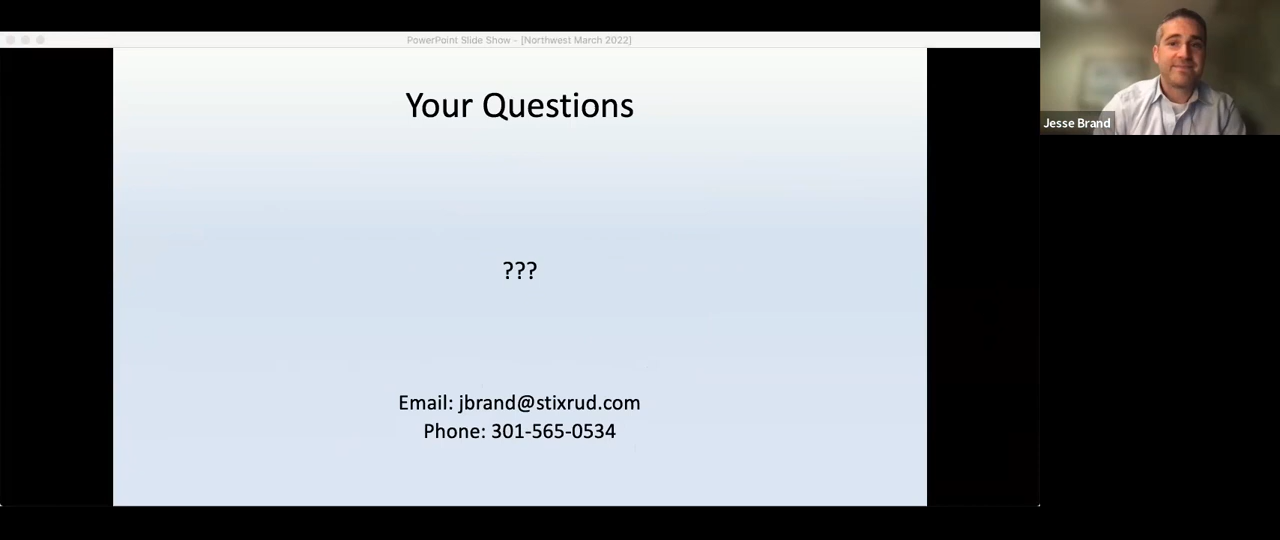 PowerPoint Slide Show - [Northwest March 2022]
Your Questions
???
Email: jbrand@stixrud.com
Phone: 301-565-0534
Jesse Brand